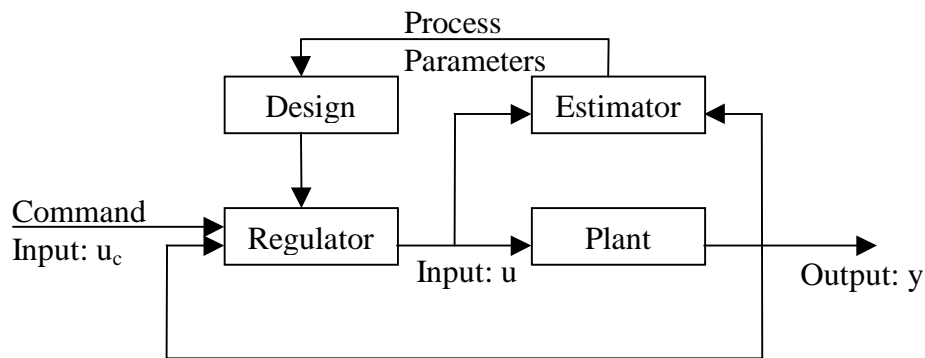 Process
Parameters
Design
Estimator
Command
Input: u_c
Regulator
Plant
Input: u
Output: y